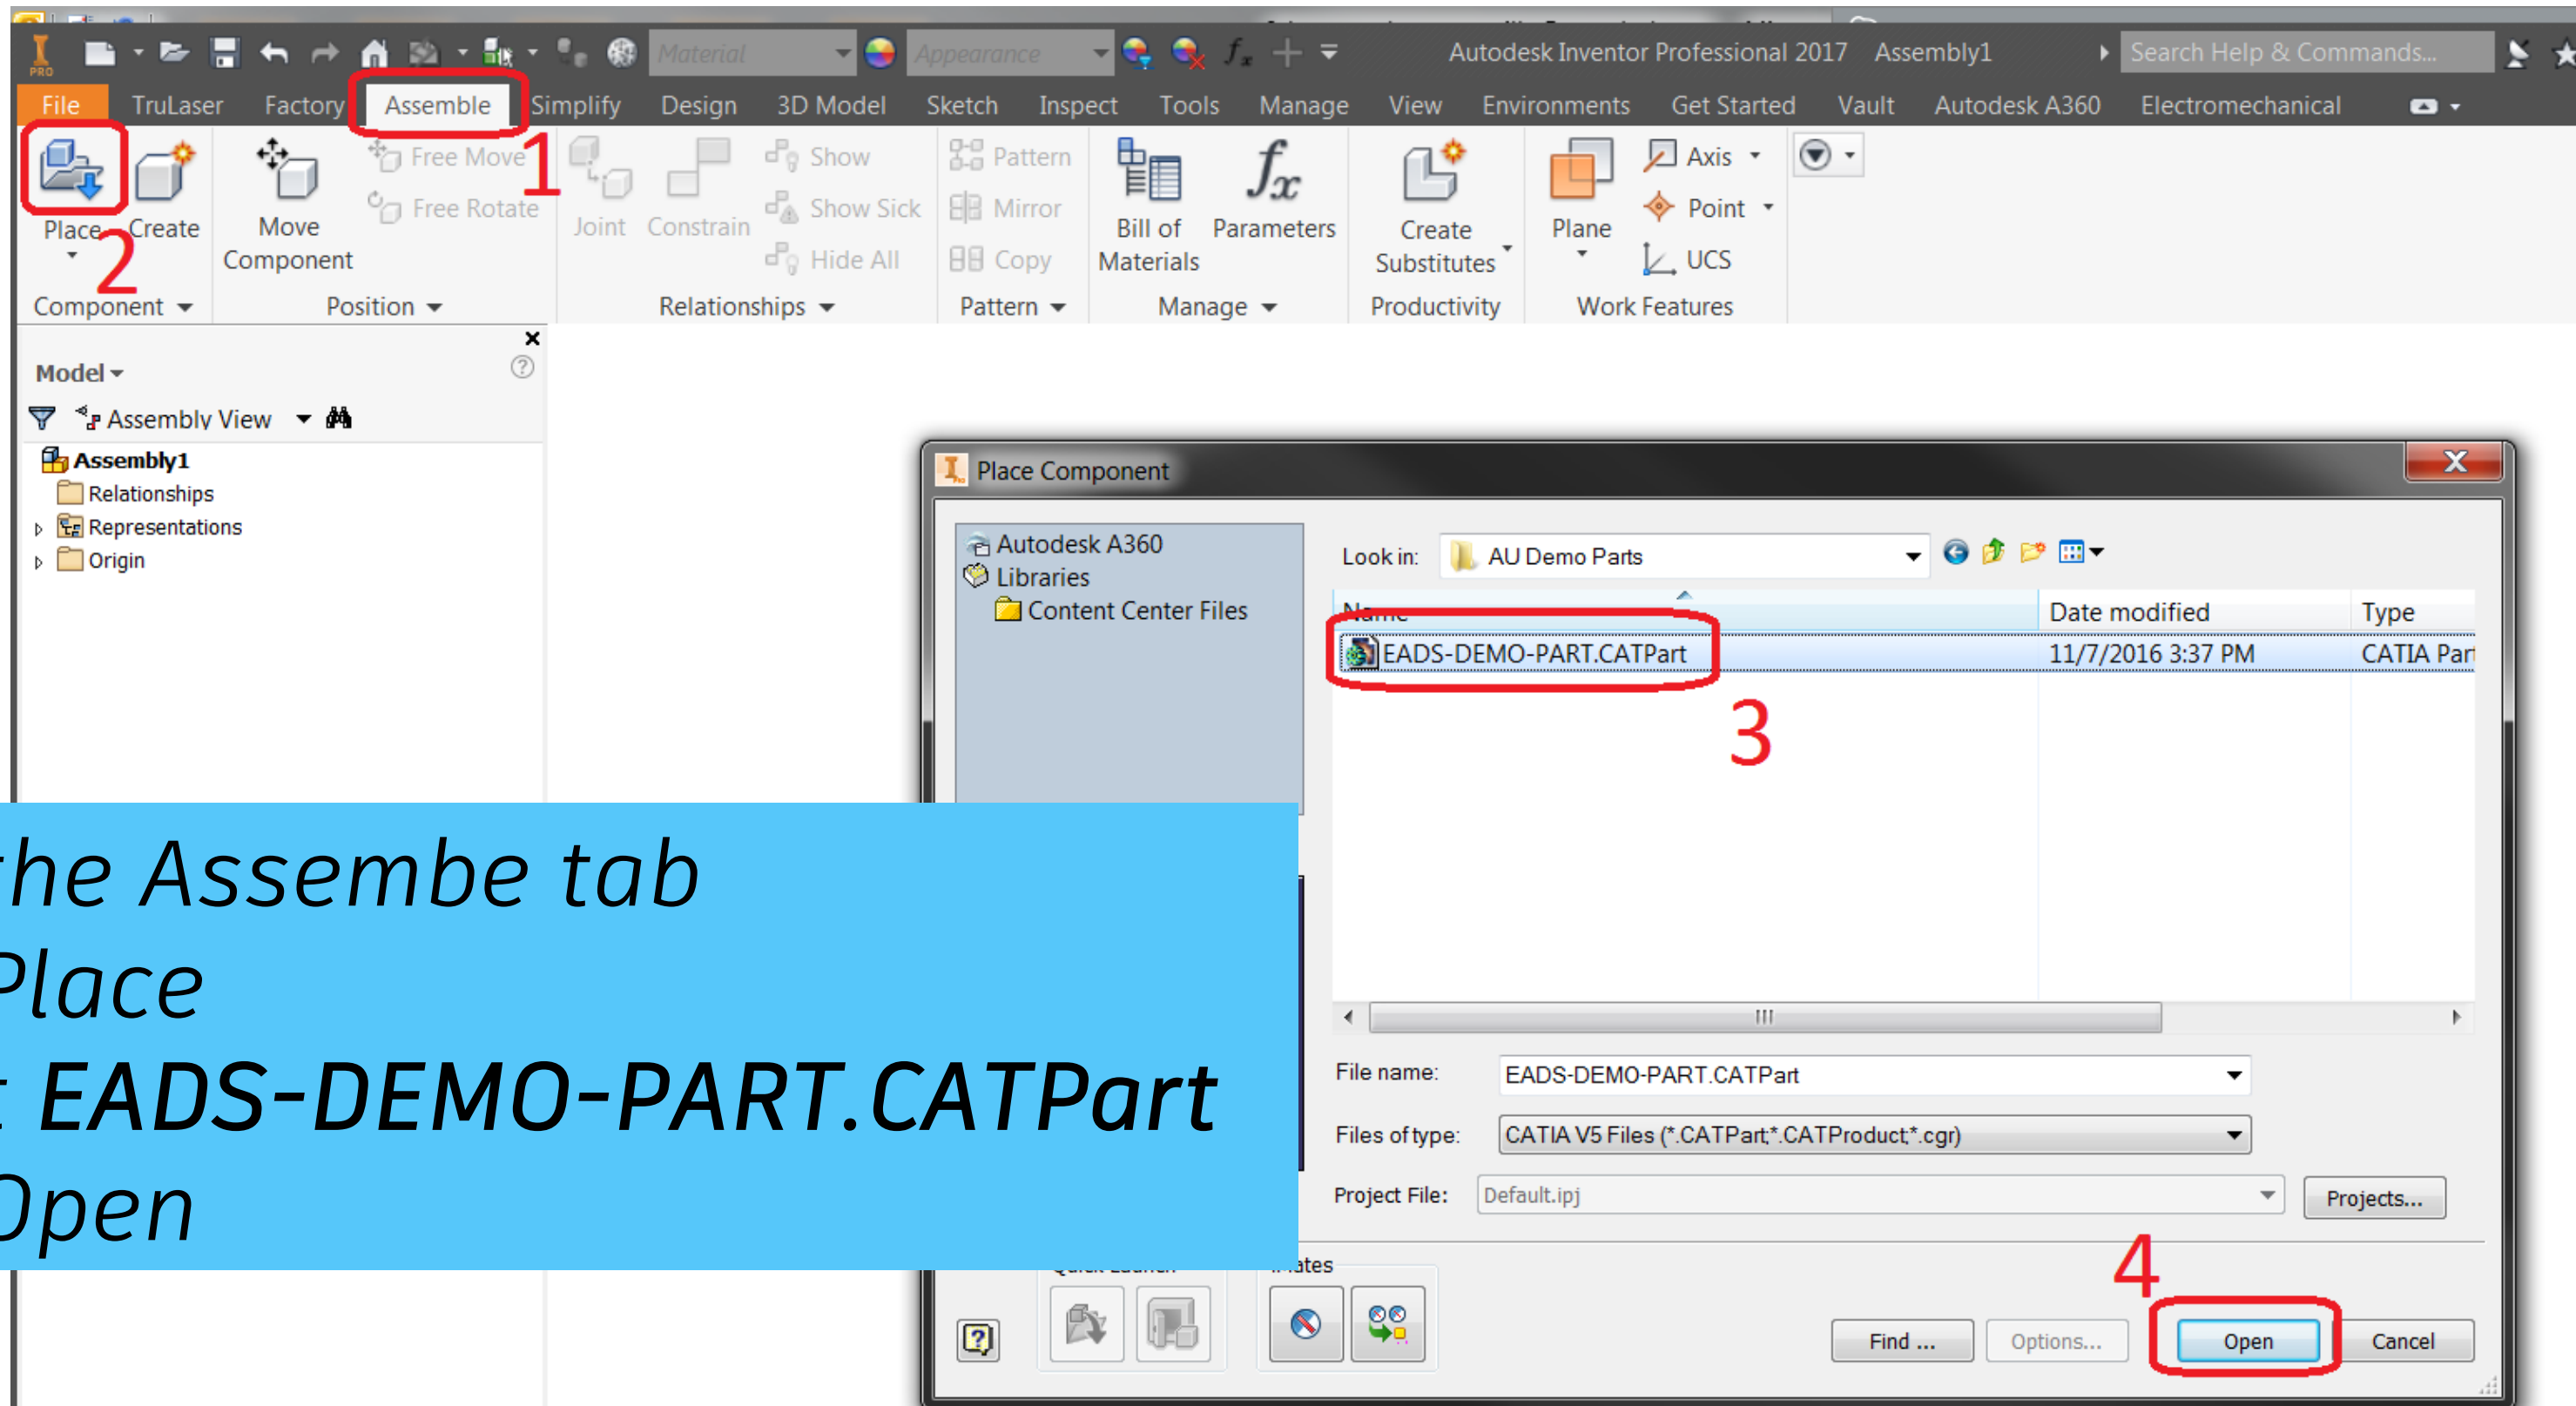 PRO
Material
Appearance
Autodesk Inventor Professional 2017 Assembly1
Search Help & Commands...
File TruLaser Factory Assemble Simplify Design 3D Model Sketch Inspect Tools Manage View Environments Get Started Vault Autodesk A360 Electromechanical
1
2
Place Create
Move Component
Free Move
Free Rotate
Joint Constrain
Show
Show Sick
Hide All
Pattern
Mirror
Copy
Bill of Materials
Parameters
Create Substitutes
Plane
Axis
Point
UCS
Component Position Relationships Pattern Manage Productivity Work Features
Model
Assembly View
Assembly1
Relationships
Representations
Origin
Place Component
Autodesk A360
Libraries
Content Center Files
Look in: AU Demo Parts
Name Date modified Type
EADS-DEMO-PART.CATPart 11/7/2016 3:37 PM CATIA Part
3
the Assembe tab
Place
t EADS-DEMO-PART.CATPart
Open
File name: EADS-DEMO-PART.CATPart
Files of type: CATIA V5 Files (*.CATPart;*.CATProduct;*.cgr)
Project File: Default.ipj Projects...
4
Find ... Options... Open Cancel